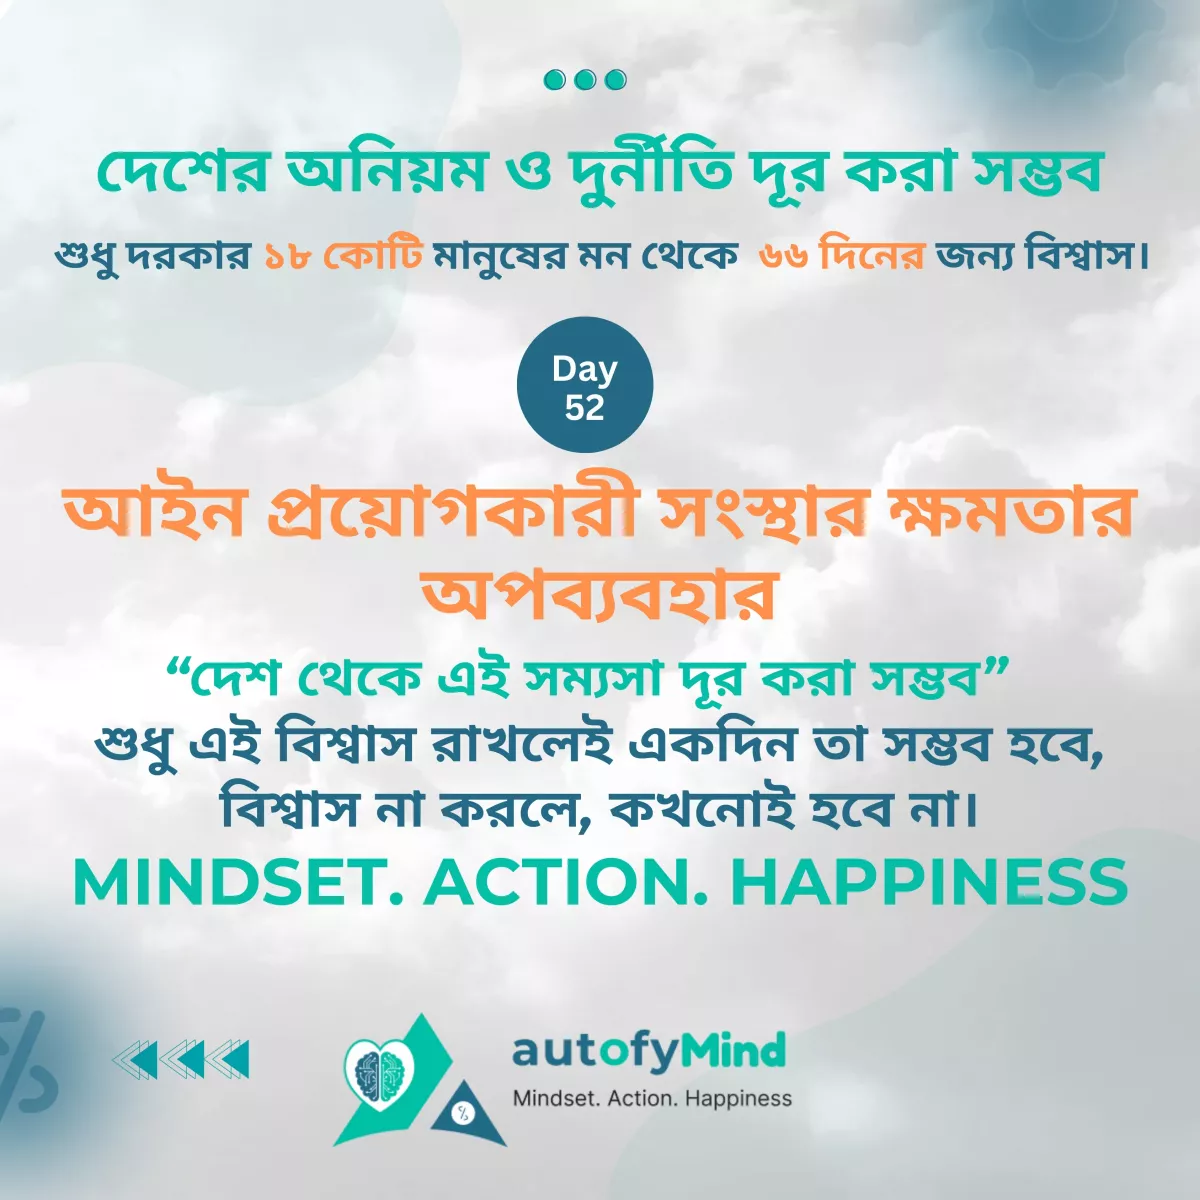 দেশের অনিয়ম ও দুর্নীতি দূর করা সম্ভব
শুধু দরকার ১৮ কোটি মানুষের মন থেকে ৬৬ দিনের জন্য বিশ্বাস।
Day
52
আইন প্রয়োগকারী সংস্থার ক্ষমতার
অপব্যবহার
“দেশ থেকে এই সম্যসা দূর করা সম্ভব”
শুধু এই বিশ্বাস রাখলেই একদিন তা সম্ভব হবে,
বিশ্বাস না করলে, কখনোই হবে না।
MINDSET. ACTION. HAPPINESS
autofyMind
Mindset. Action. Happiness